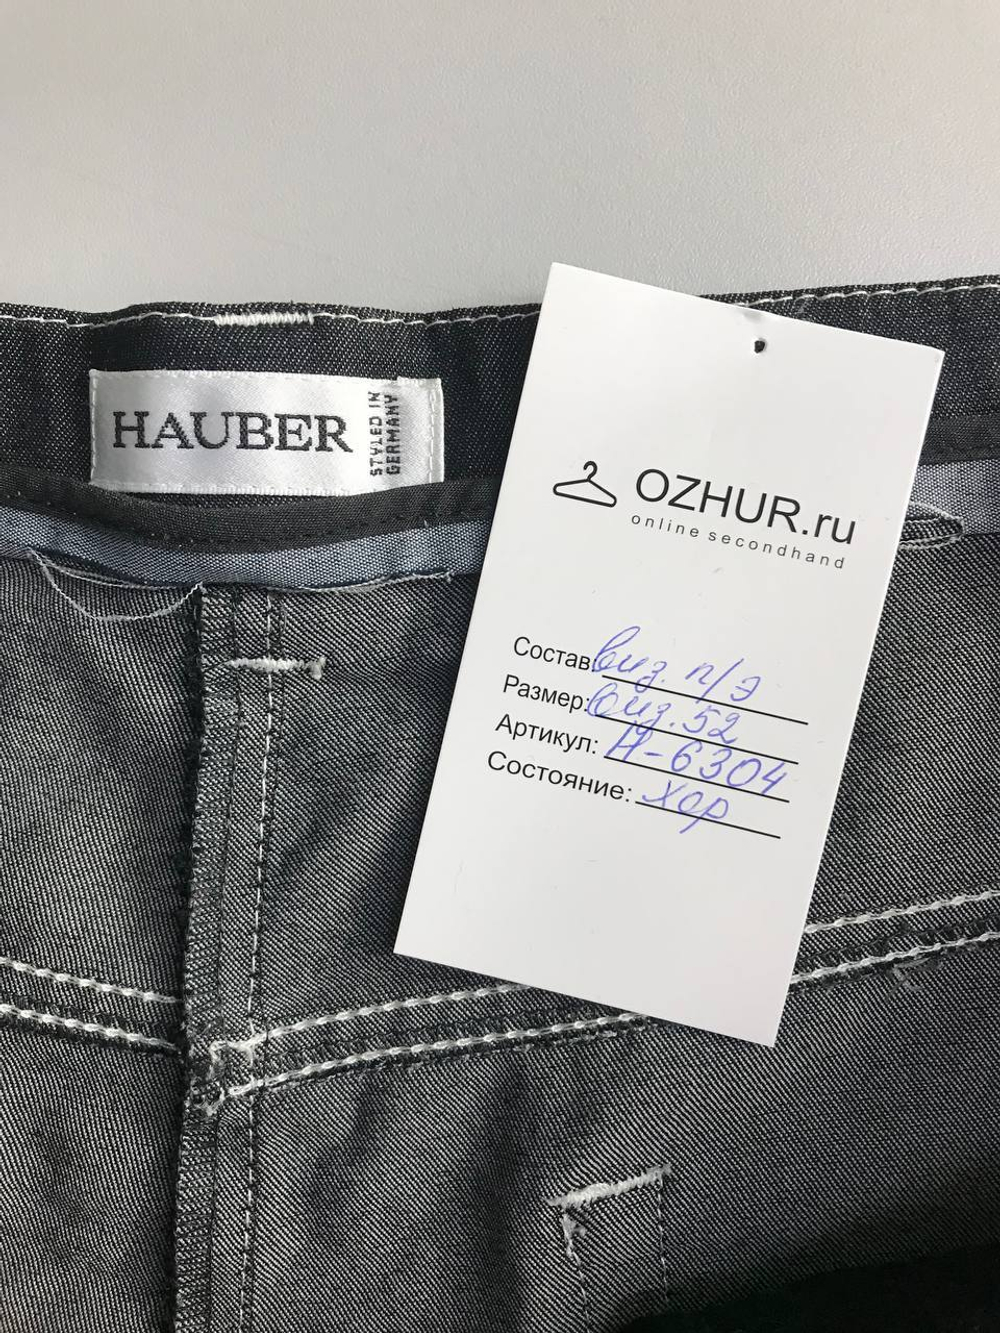 HAUBER
STYLED IN
GERMANY
OZHUR.ru
online secondhand
Состав: виз. п/э
Размер: виз. 52
Артикул: Н-6304
Состояние: хор